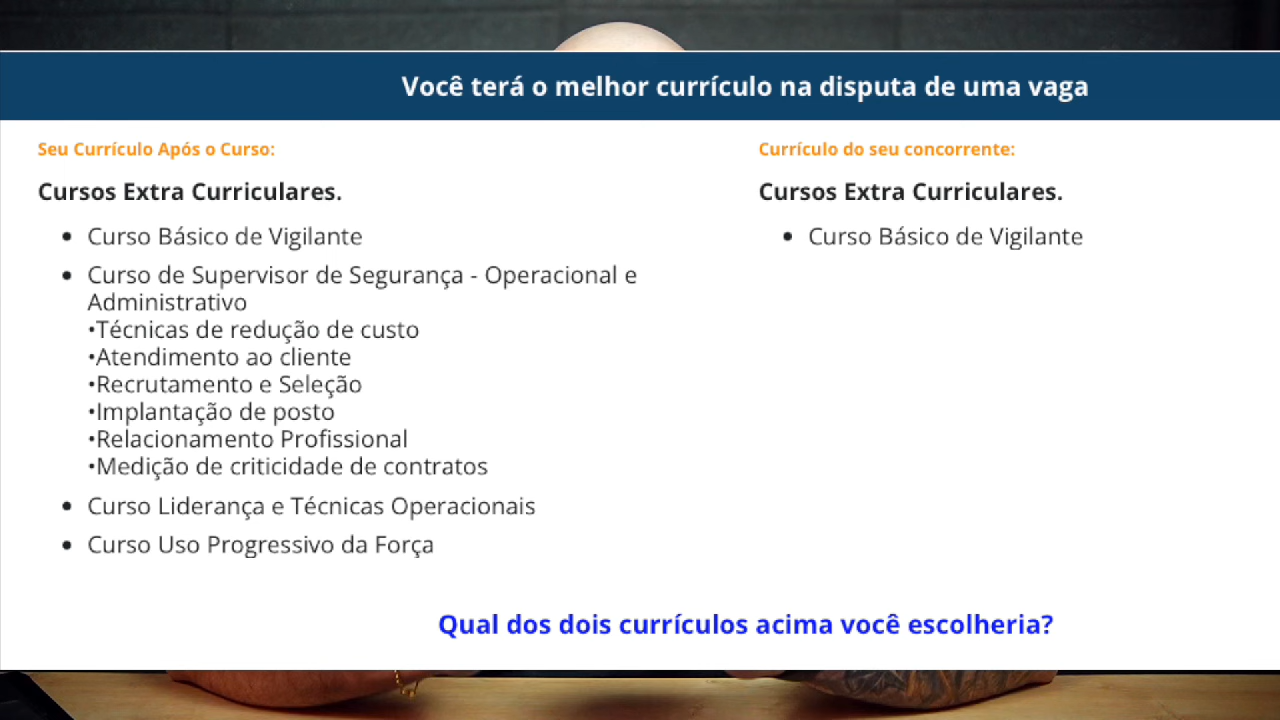 Você terá o melhor currículo na disputa de uma vaga
Seu Currículo Após o Curso:
Cursos Extra Curriculares.
• Curso Básico de Vigilante
• Curso de Supervisor de Segurança - Operacional e
Administrativo
•Técnicas de redução de custo
•Atendimento ao cliente
•Recrutamento e Seleção
•Implantação de posto
•Relacionamento Profissional
•Medição de criticidade de contratos
• Curso Liderança e Técnicas Operacionais
• Curso Uso Progressivo da Força
Currículo do seu concorrente:
Cursos Extra Curriculares.
• Curso Básico de Vigilante
Qual dos dois currículos acima você escolheria?